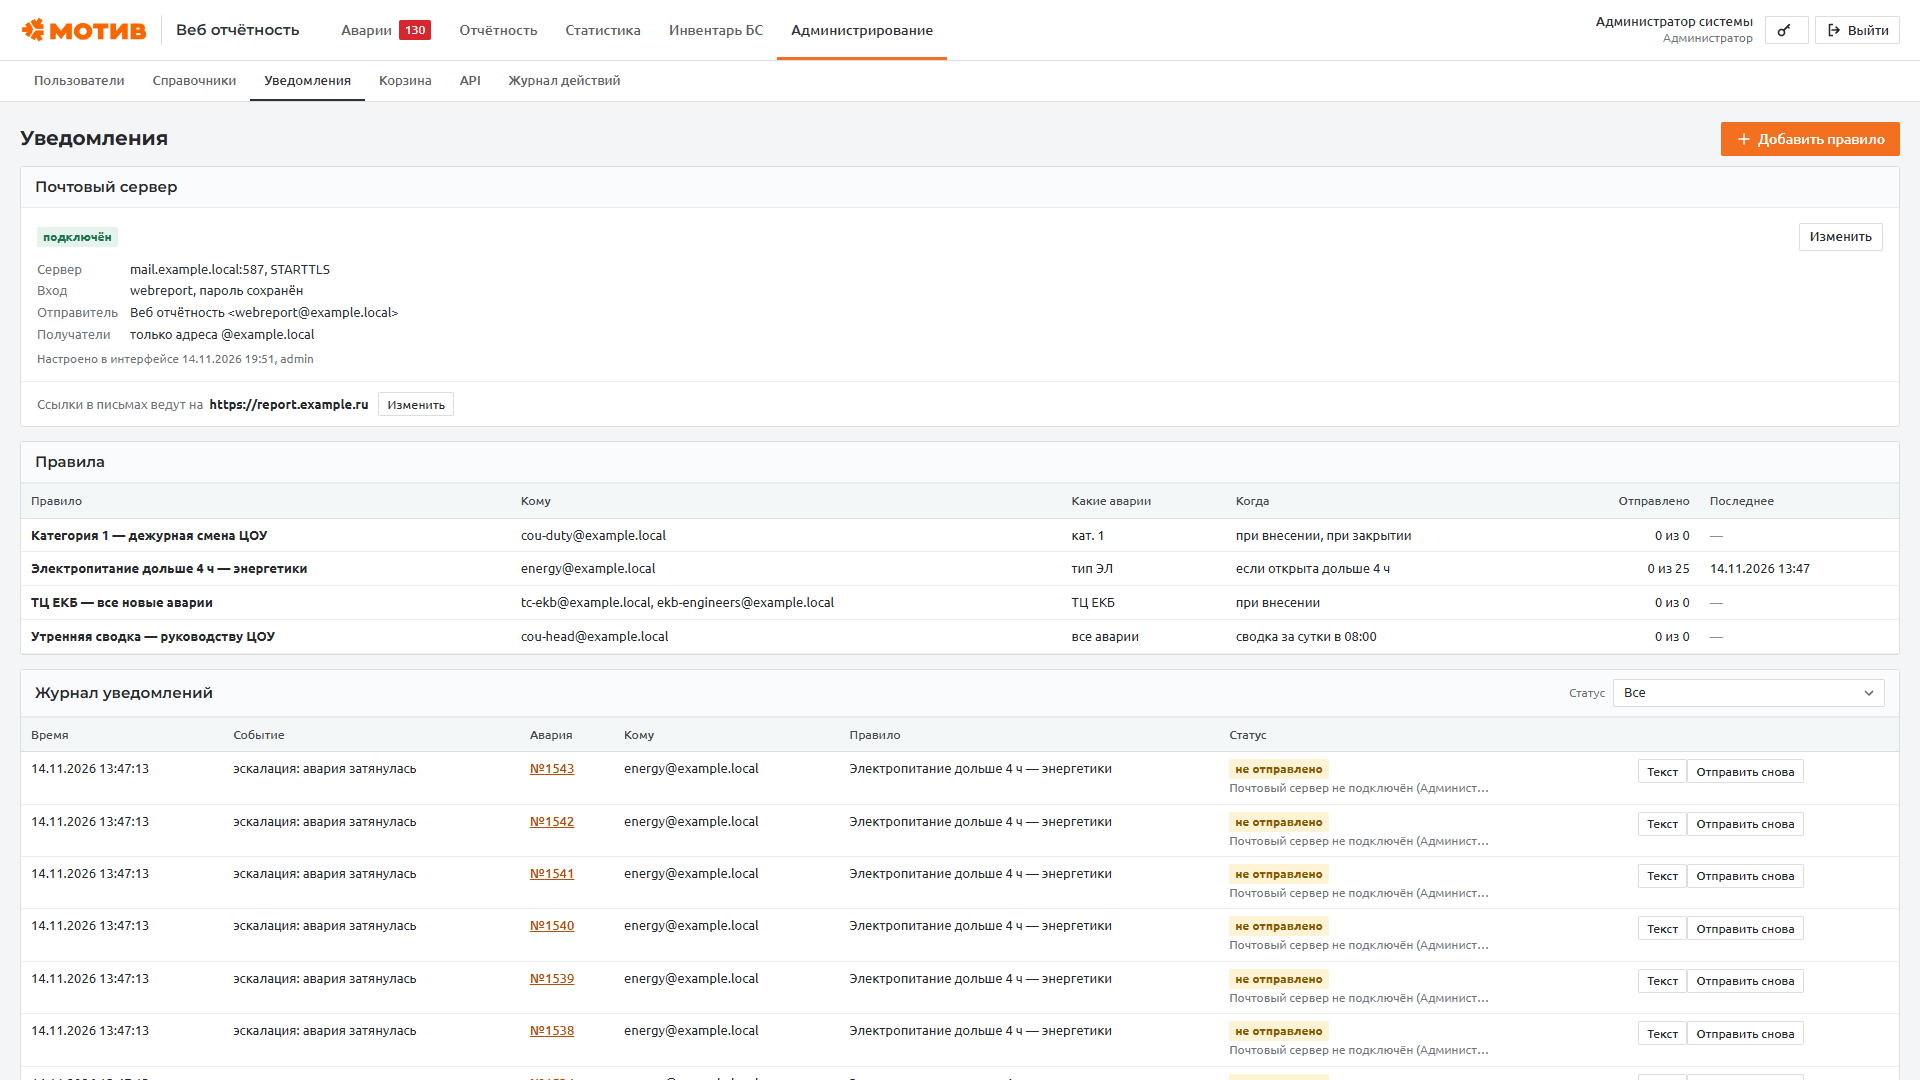 МОТИВ
Веб отчётность
Аварии 130
Отчётность
Статистика
Инвентарь БС
Администрирование
Администратор системы
Администратор
Выйти
Пользователи
Справочники
Уведомления
Корзина
API
Журнал действий
Уведомления
Добавить правило
Почтовый сервер
подключён
Изменить
Сервер mail.example.local:587, STARTTLS
Вход webreport, пароль сохранён
Отправитель Веб отчётность <webreport@example.local>
Получатели только адреса @example.local
Настроено в интерфейсе 14.11.2026 19:51, admin
Ссылки в письмах ведут на https://report.example.ru Изменить
Правила
Правило Кому Какие аварии Когда Отправлено Последнее
Категория 1 — дежурная смена ЦОУ cou-duty@example.local кат. 1 при внесении, при закрытии 0 из 0 —
Электропитание дольше 4 ч — энергетики energy@example.local тип ЭЛ если открыта дольше 4 ч 0 из 25 14.11.2026 13:47
ТЦ ЕКБ — все новые аварии tc-ekb@example.local, ekb-engineers@example.local ТЦ ЕКБ при внесении 0 из 0 —
Утренняя сводка — руководству ЦОУ cou-head@example.local все аварии сводка за сутки в 08:00 0 из 0 —
Журнал уведомлений
Статус Все
Время Событие Авария Кому Правило Статус
14.11.2026 13:47:13 эскалация: авария затянулась №1543 energy@example.local Электропитание дольше 4 ч — энергетики не отправлено Текст Отправить снова
Почтовый сервер не подключён (Админист...
14.11.2026 13:47:13 эскалация: авария затянулась №1542 energy@example.local Электропитание дольше 4 ч — энергетики не отправлено Текст Отправить снова
Почтовый сервер не подключён (Админист...
14.11.2026 13:47:13 эскалация: авария затянулась №1541 energy@example.local Электропитание дольше 4 ч — энергетики не отправлено Текст Отправить снова
Почтовый сервер не подключён (Админист...
14.11.2026 13:47:13 эскалация: авария затянулась №1540 energy@example.local Электропитание дольше 4 ч — энергетики не отправлено Текст Отправить снова
Почтовый сервер не подключён (Админист...
14.11.2026 13:47:13 эскалация: авария затянулась №1539 energy@example.local Электропитание дольше 4 ч — энергетики не отправлено Текст Отправить снова
Почтовый сервер не подключён (Админист...
14.11.2026 13:47:13 эскалация: авария затянулась №1538 energy@example.local Электропитание дольше 4 ч — энергетики не отправлено Текст Отправить снова
Почтовый сервер не подключён (Админист...